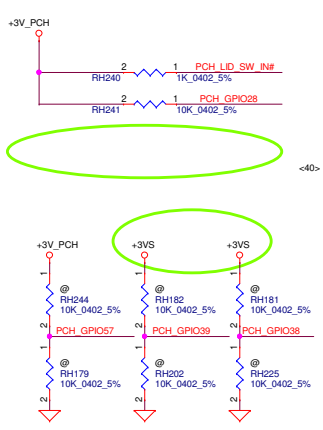 +3V_PCH
2 1 PCH_LID_SW_IN#
RH240 1K_0402_5%
2 1 PCH_GPIO28
RH241 10K_0402_5%
<40>
+3V_PCH +3VS +3VS
1 1 1
@ @ @
RH244 RH182 RH181
10K_0402_5% 10K_0402_5% 10K_0402_5%
2 2 2
PCH_GPIO57 PCH_GPIO39 PCH_GPIO38
1 1 1
@ @ @
RH179 RH202 RH225
10K_0402_5% 10K_0402_5% 10K_0402_5%
2 2 2